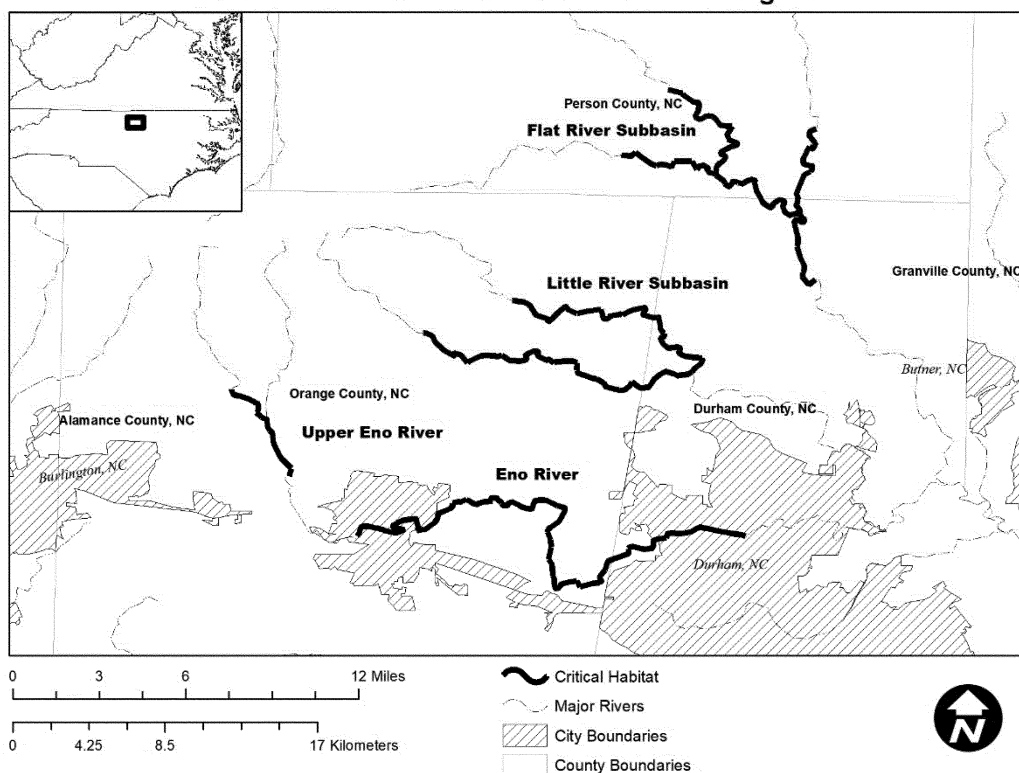 Person County, NC
Flat River Subbasin
Granville County, NC
Little River Subbasin
Butner, NC
Orange County, NC
Durham County, NC
Alamance County, NC
Upper Eno River
Burlington, NC
Eno River
Durham, NC
0 3 6 12 Miles
0 4.25 8.5 17 Kilometers
Critical Habitat
Major Rivers
City Boundaries
County Boundaries
N